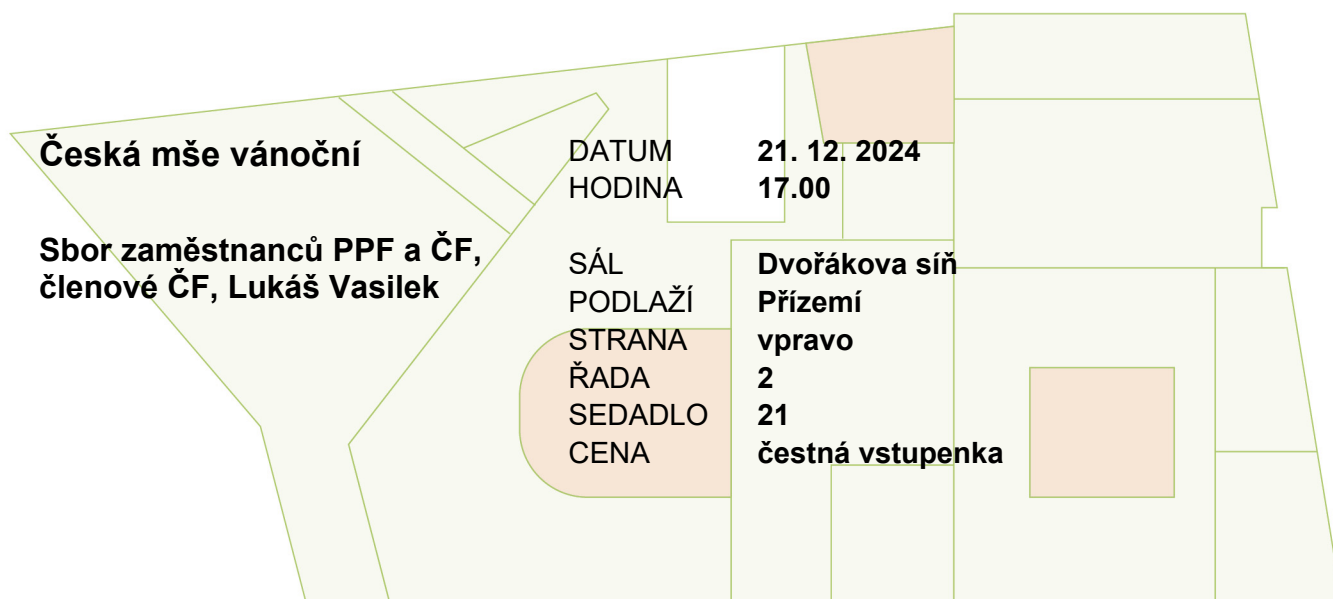 Česká mše vánoční
Sbor zaměstnanců PPF a ČF,
členové ČF, Lukáš Vasilek
DATUM 21. 12. 2024
HODINA 17.00
SÁL Dvořákova síň
PODLAŽÍ Přízemí
STRANA vpravo
ŘADA 2
SEDADLO 21
CENA čestná vstupenka